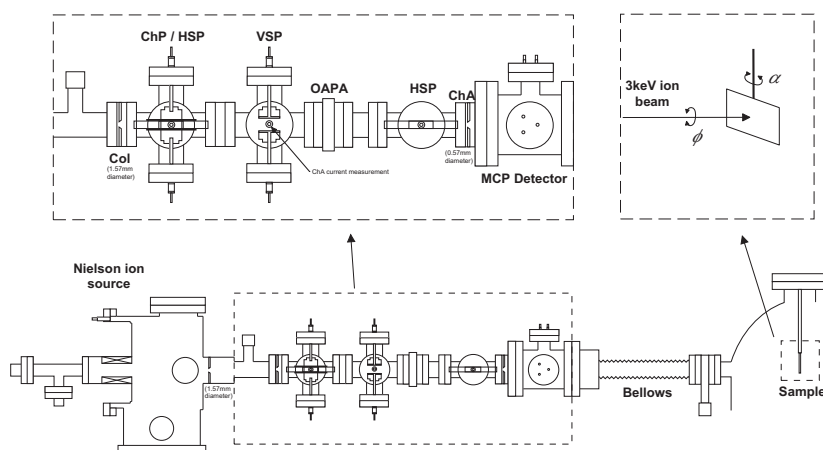 ChP / HSP
VSP
OAPA
HSP
ChA
Col
(1.57mm
diameter)
ChA current measurement
(0.57mm
diameter)
MCP Detector
3keV ion
beam
α
ϕ
Nielson ion
source
(1.57mm
diameter)
Bellows
Sample